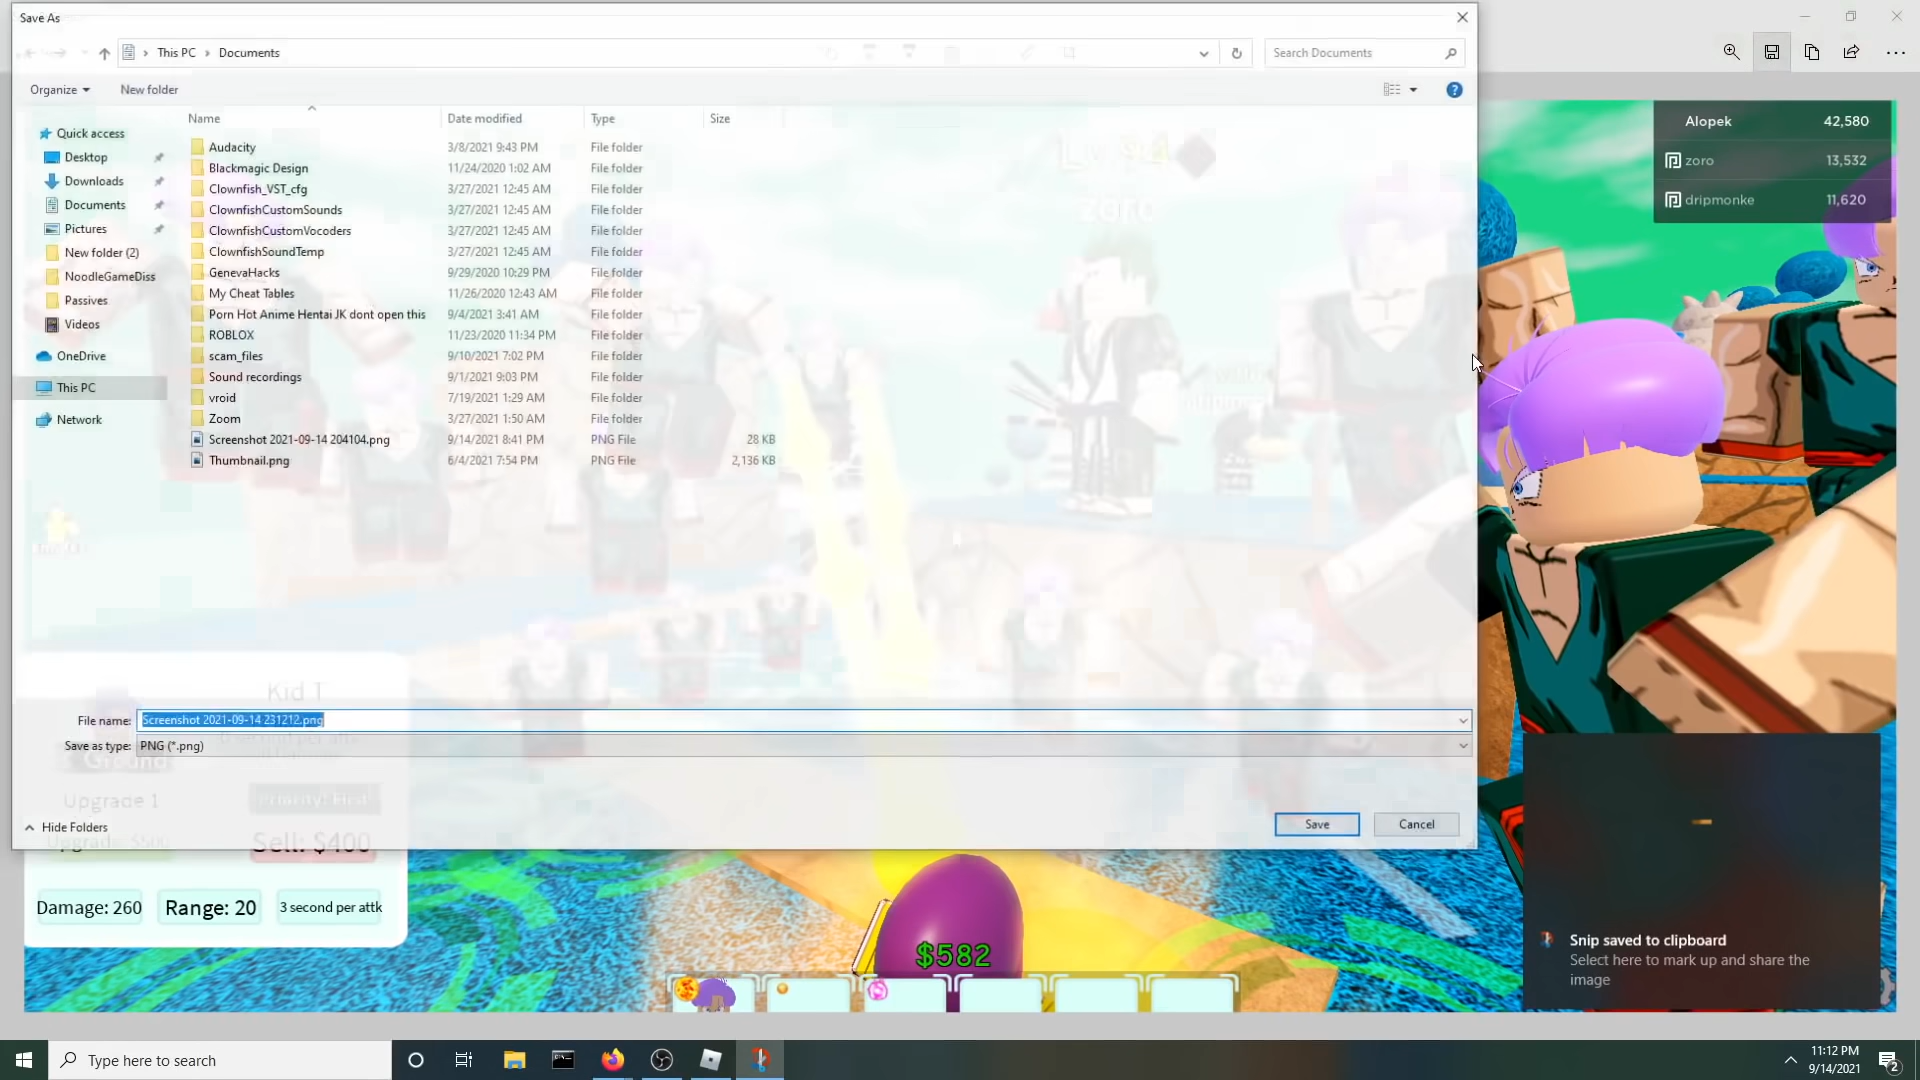 Save As
This PC
Documents
Search Documents
Organize
New folder
Name
Date modified
Type
Size
Quick access
Desktop
Downloads
Documents
Pictures
New folder (2)
NoodleGameDiss
Passives
Videos
OneDrive
This PC
Network
Audacity 3/8/2021 9:43 PM File folder
Blackmagic Design 11/24/2020 1:02 AM File folder
Clownfish_VST_cfg 3/27/2021 12:45 AM File folder
ClownfishCustomSounds 3/27/2021 12:45 AM File folder
ClownfishCustomVocoders 3/27/2021 12:45 AM File folder
ClownfishSoundTemp 3/27/2021 12:45 AM File folder
GenevaHacks 9/29/2020 10:29 PM File folder
My Cheat Tables 11/26/2020 12:43 AM File folder
Porn Hot Anime Hentai JK dont open this 9/4/2021 3:41 AM File folder
ROBLOX 11/23/2020 11:34 PM File folder
scam_files 9/10/2021 7:02 PM File folder
Sound recordings 9/1/2021 9:03 PM File folder
vroid 7/19/2021 1:29 AM File folder
Zoom 3/27/2021 1:50 AM File folder
Screenshot 2021-09-14 204104.png 9/14/2021 8:41 PM PNG File 28 KB
Thumbnail.png 6/4/2021 7:54 PM PNG File 2,136 KB
zoro
Kid T
File name: Screenshot 2021-09-14 231212.png
Save as type: PNG (*.png)
Ground
Upgrade 1
Priority: First
Hide Folders
Upgrade: $500
Sell: $400
Save
Cancel
Damage: 260
Range: 20
3 second per attk
$582
Alopek 42,580
zoro 13,532
dripmonke 11,620
Snip saved to clipboard
Select here to mark up and share the
image
Type here to search
11:12 PM
9/14/2021
2